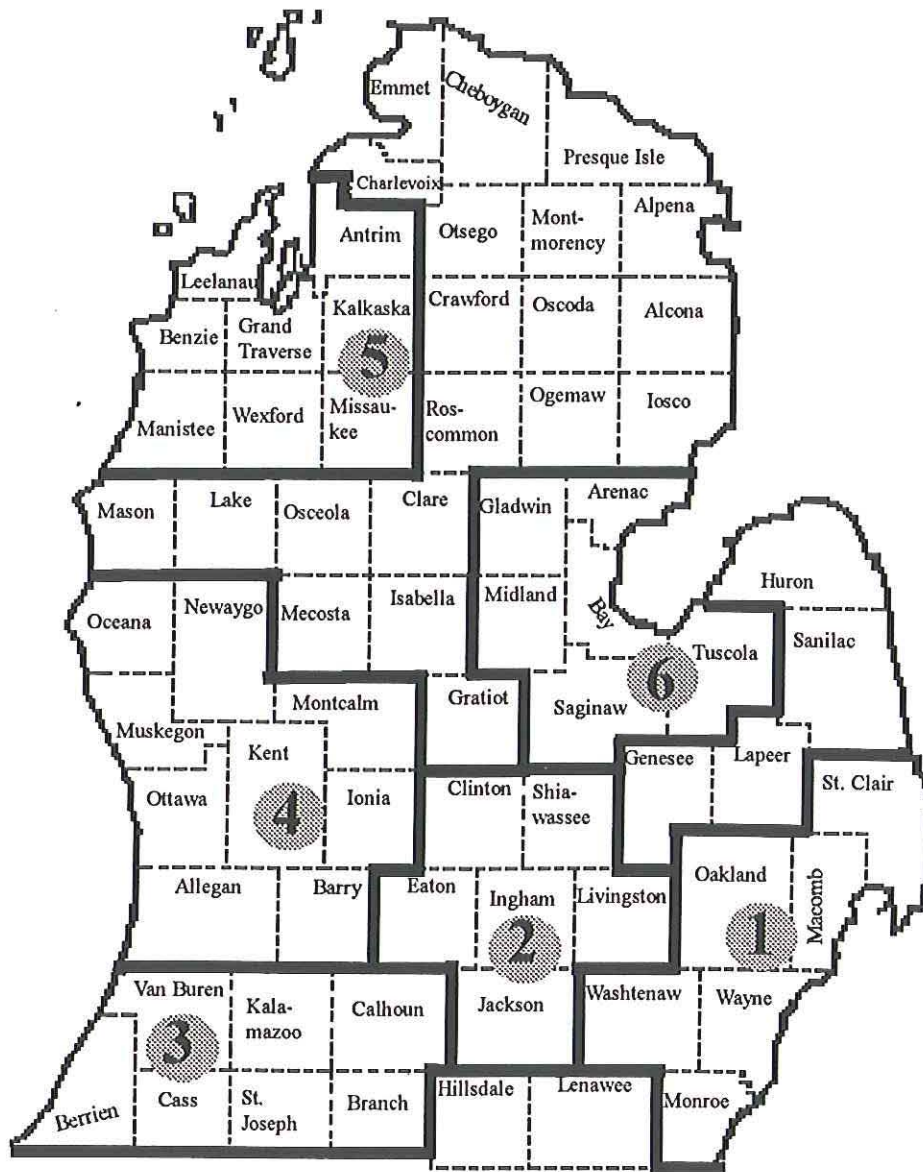 Emmet
Cheboygan
Presque Isle
Charlevoix
Antrim
Otsego
Mont-
morency
Alpena
Leelanau
Kalkaska
Crawford
Oscoda
Alcona
Benzie
Grand
Traverse
5
Manistee
Wexford
Missau-
kee
Ros-
common
Ogemaw
Iosco
Mason
Lake
Osceola
Clare
Gladwin
Arenac
Huron
Oceana
Newaygo
Mecosta
Isabella
Midland
Bay
Tuscola
Sanilac
6
Muskegon
Montcalm
Gratiot
Saginaw
Kent
Genesee
Lapeer
Ottawa
4
Ionia
Clinton
Shia-
wassee
St. Clair
Allegan
Barry
Eaton
Ingham
Livingston
Oakland
Macomb
2
1
Van Buren
Kala-
mazoo
Calhoun
Jackson
Washtenaw
Wayne
3
Berrien
Cass
St.
Joseph
Branch
Hillsdale
Lenawee
Monroe